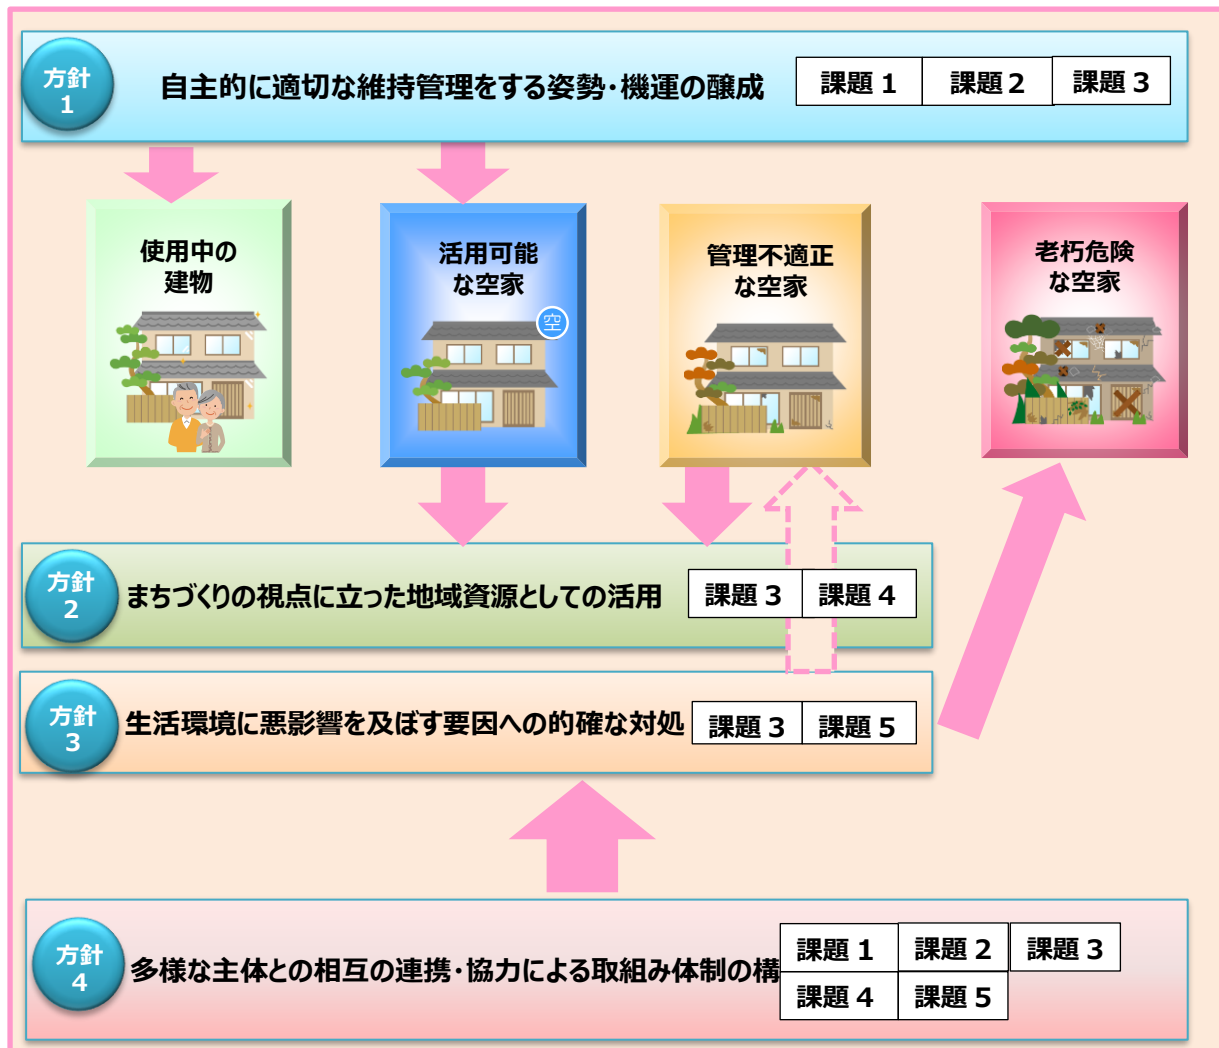 方針
1
自主的に適切な維持管理をする姿勢・機運の醸成
課題1
課題2
課題3
使用中の
建物
活用可能
な空家
空
管理不適正
な空家
老朽危険
な空家
方針
2
まちづくりの視点に立った地域資源としての活用
課題3
課題4
方針
3
生活環境に悪影響を及ぼす要因への的確な対処
課題3
課題5
方針
4
多様な主体との相互の連携・協力による取組み体制の構
課題1
課題2
課題3
課題4
課題5